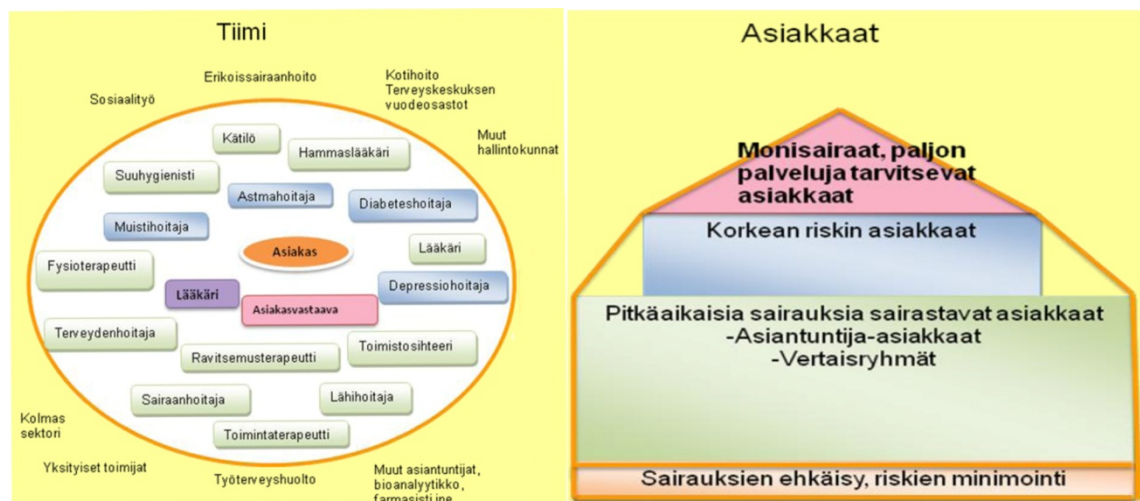 Tiimi
Erikoissairaanhoito
Kotihoito
Terveyskeskuksen
vuodeosastot
Sosiaalityö
Muut
hallintokunnat
Kätilö
Hammaslääkäri
Suuhygienisti
Astmahoitaja
Diabeteshoitaja
Muistihoitaja
Asiakas
Lääkäri
Fysioterapeutti
Lääkäri
Asiakasvastaava
Depressiohoitaja
Terveydenhoitaja
Ravitsemusterapeutti
Toimistosihteeri
Sairaanhoitaja
Lähihoitaja
Toimintaterapeutti
Kolmas
sektori
Yksityiset toimijat
Työterveyshuolto
Muut asiantuntijat,
bioanalyytikko,
farmasisti jne
Asiakkaat
Monisairaat, paljon
palveluja tarvitsevat
asiakkaat
Korkean riskin asiakkaat
Pitkäaikaisia sairauksia sairastavat asiakkaat
-Asiantuntija-asiakkaat
-Vertaisryhmät
Sairauksien ehkäisy, riskien minimointi